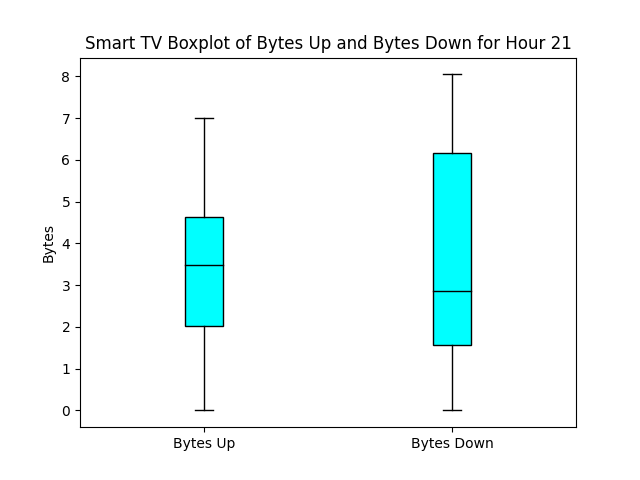 Smart TV Boxplot of Bytes Up and Bytes Down for Hour 21
8
7
6
5
4
3
2
1
0
Bytes
Bytes Up
Bytes Down